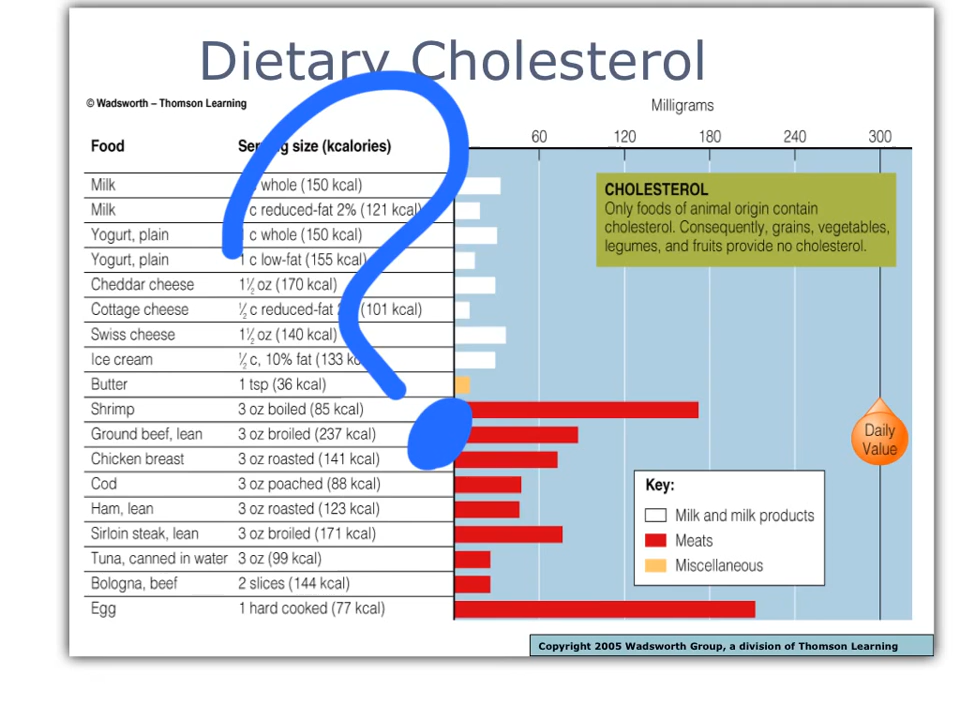 Dietary Cholesterol
© Wadsworth – Thomson Learning
Milligrams
Food size (kcalories) 60 120 180 240 300
Milk whole (150 kcal)
Milk c reduced-fat 2% (121 kcal)
Yogurt, plain c whole (150 kcal)
Yogurt, plain 1 c low-fat (155 kcal)
Cheddar cheese 1½ oz (170 kcal)
Cottage cheese ½ c reduced-fat (101 kcal)
Swiss cheese 1½ oz (140 kcal)
Ice cream ½ c, 10% fat (133
Butter 1 tsp (36 kcal)
Shrimp 3 oz boiled (85 kcal)
Ground beef, lean 3 oz broiled (237 kcal)
Chicken breast 3 oz roasted (141 kcal)
Cod 3 oz poached (88 kcal)
Ham, lean 3 oz roasted (123 kcal)
Sirloin steak, lean 3 oz broiled (171 kcal)
Tuna, canned in water 3 oz (99 kcal)
Bologna, beef 2 slices (144 kcal)
Egg 1 hard cooked (77 kcal)
CHOLESTEROL
Only foods of animal origin contain
cholesterol. Consequently, grains, vegetables,
legumes, and fruits provide no cholesterol.
Daily
Value
Key:
Milk and milk products
Meats
Miscellaneous
Copyright 2005 Wadsworth Group, a division of Thomson Learning
?